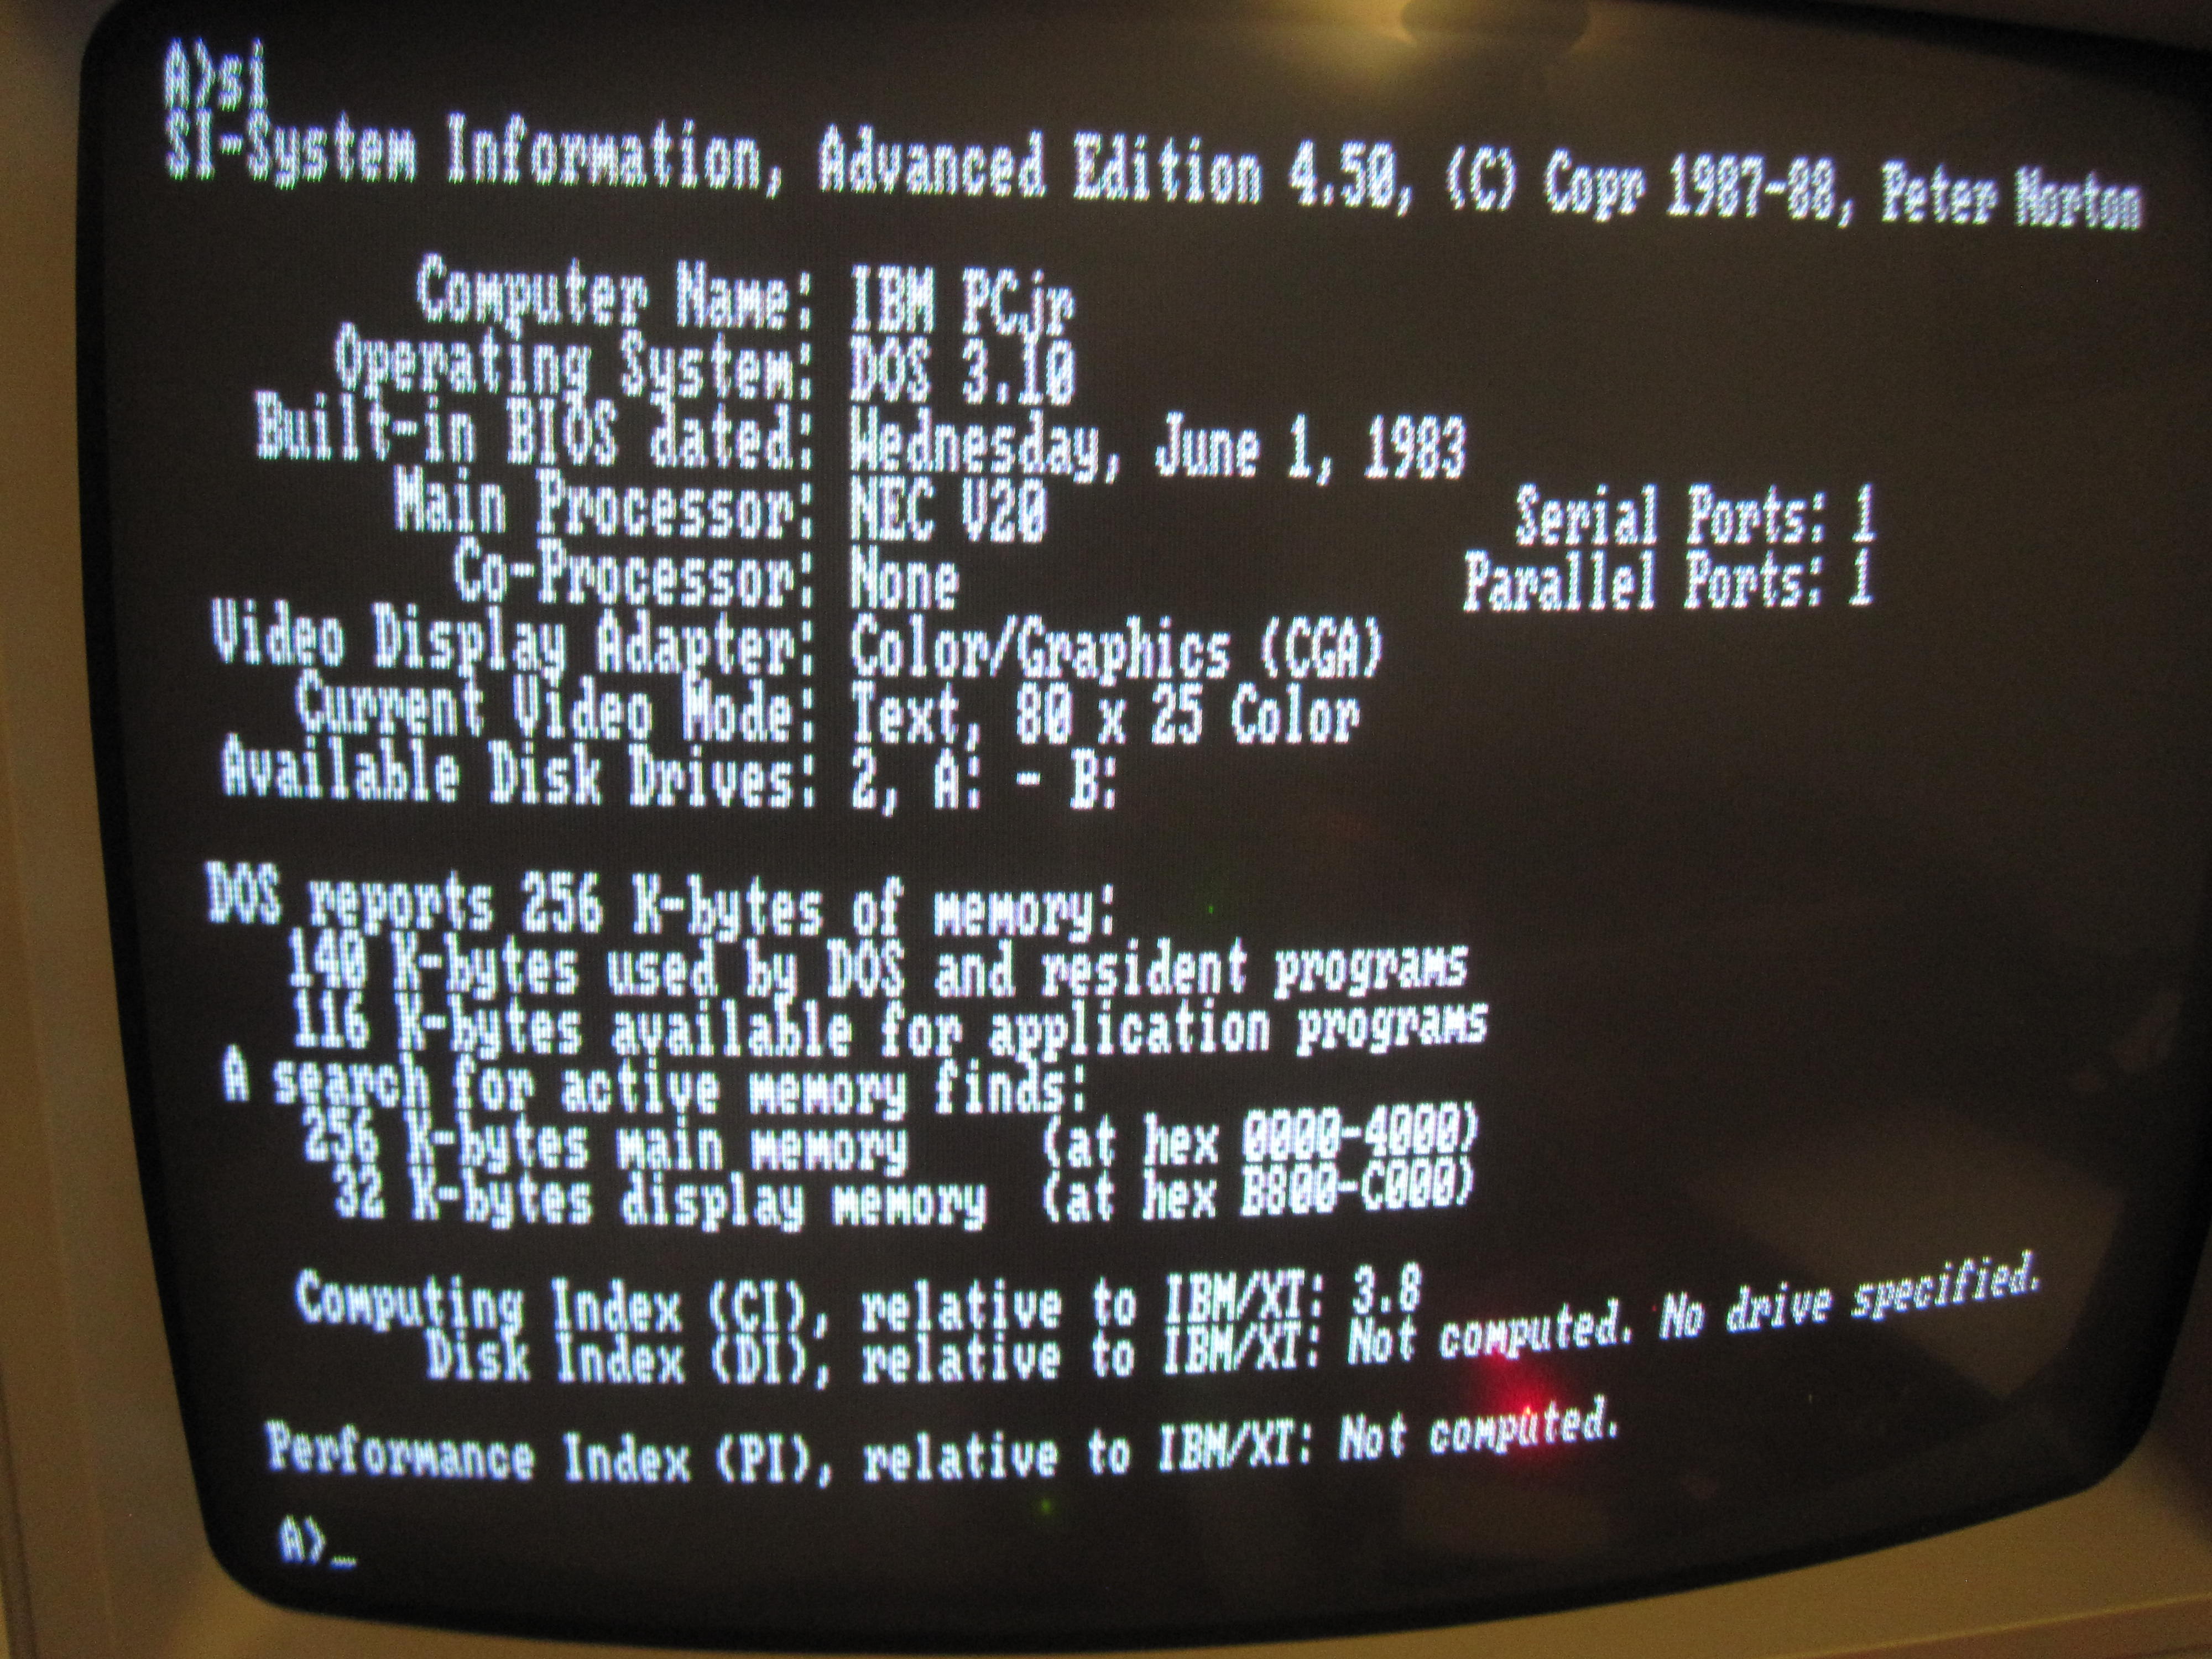 A>si
SI-System Information, Advanced Edition 4.50, (C) Copr 1987-88, Peter Norton
Computer Name: IBM PCjr
Operating System: DOS 3.10
Built-in BIOS dated: Wednesday, June 1, 1983
Main Processor: NEC V20 Serial Ports: 1
Co-Processor: None Parallel Ports: 1
Video Display Adapter: Color/Graphics (CGA)
Current Video Mode: Text, 80 x 25 Color
Available Disk Drives: 2, A: - B:
DOS reports 256 K-bytes of memory:
140 K-bytes used by DOS and resident programs
116 K-bytes available for application programs
A search for active memory finds:
256 K-bytes main memory (at hex 0000-4000)
32 K-bytes display memory (at hex B800-C000)
Computing Index (CI), relative to IBM/XT: 3.8
Disk Index (DI), relative to IBM/XT: Not computed. No drive specified.
Performance Index (PI), relative to IBM/XT: Not computed.
A>_